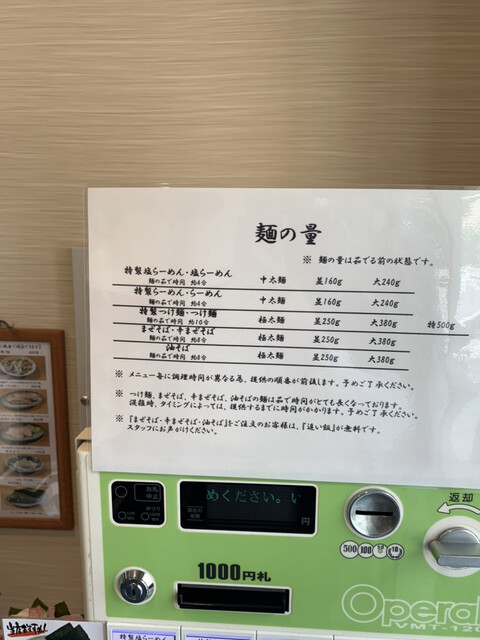 麺の量
※ 麺の量は茹でる前の状態です。
特製塩らーめん・塩らーめん
麺の茹で時間 約4分 中太麺 並160g 大240g
特製らーめん・らーめん
麺の茹で時間 約4分 中太麺 並160g 大240g
特製つけ麺・つけ麺
麺の茹で時間 約10分 極太麺 並250g 大380g 特500g
まぜそば・辛まぜそば
麺の茹で時間 約8分 極太麺 並250g 大380g
油そば
麺の茹で時間 約8分 極太麺 並250g 大380g
※ メニュー毎に調理時間が異なる為、提供の順番が前後します。予めご了承ください。
※ つけ麺、まぜそば、辛まぜそば、油そばの麺は茹で時間がとても長くなっております。
混雑時、タイミングによっては、提供するまでに時間がかかります。予めご了承ください。
※ 『まぜそば・辛まぜそば・油そば』をご注文のお客様は、『追い飯』が無料です。
スタッフにお声がけください。
めください。い
円
返却
500 100 50 10
1000円札
Opera
VMT-120
特製塩らーめん